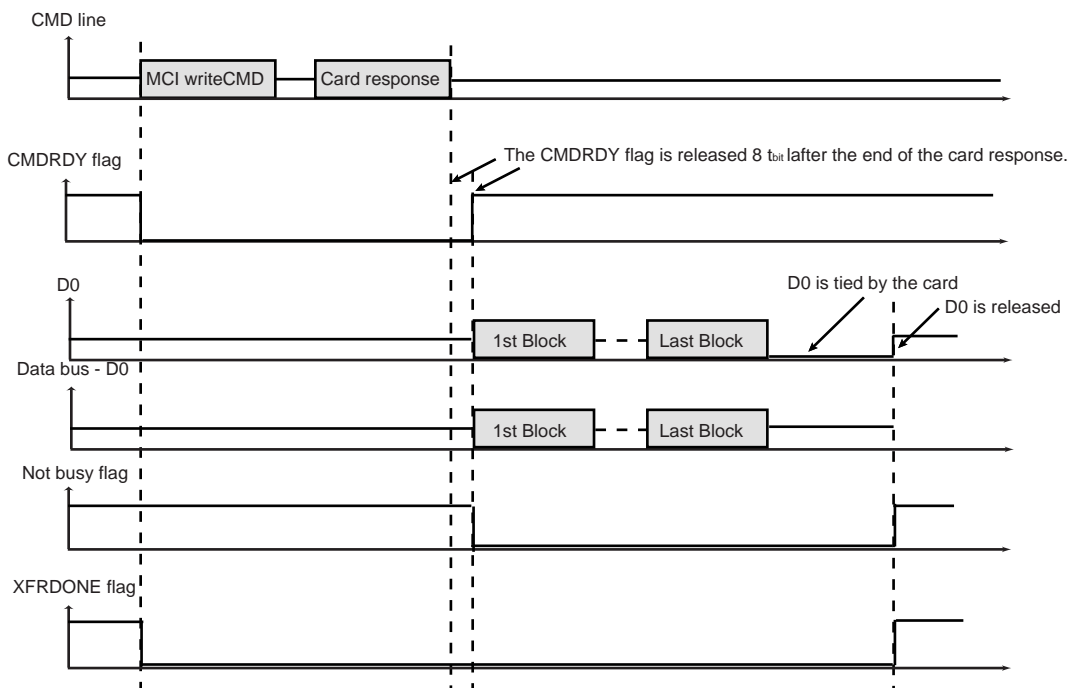 CMD line
MCI writeCMD
Card response
CMDRDY flag
The CMDRDY flag is released 8 tbit lafter the end of the card response.
D0
D0 is tied by the card
D0 is released
1st Block
Last Block
Data bus - D0
1st Block
Last Block
Not busy flag
XFRDONE flag